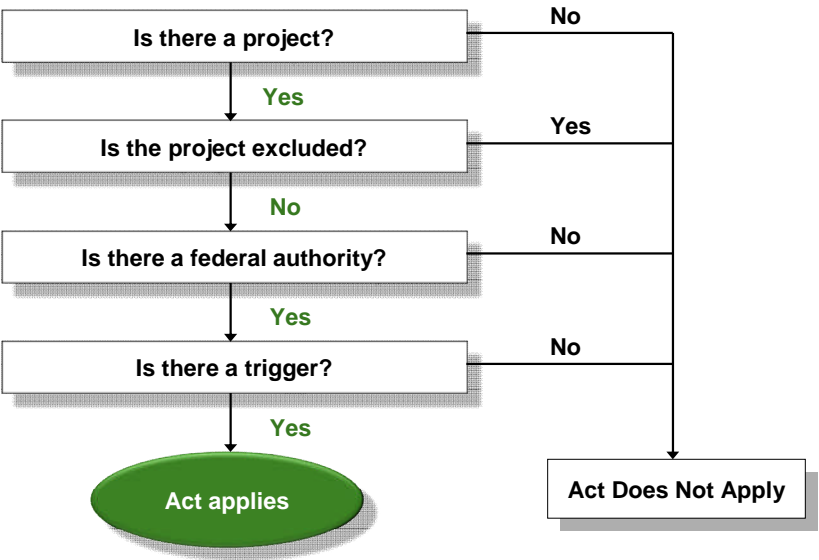 No
Is there a project?
Yes
Yes
Is the project excluded?
No
No
Is there a federal authority?
Yes
No
Is there a trigger?
Yes
Act applies
Act Does Not Apply